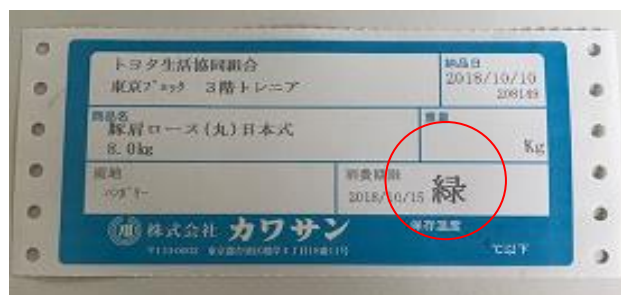 トヨタ生活協同組合
東京ブロック 3階トレニア
納品日
2018/10/10
208149
商品名
豚肩ロース(丸)日本式
8.0kg
重量
Kg
産地
ハンガリー
消費期限
2018/10/15 緑
株式会社 カワサン
保存温度
℃以下